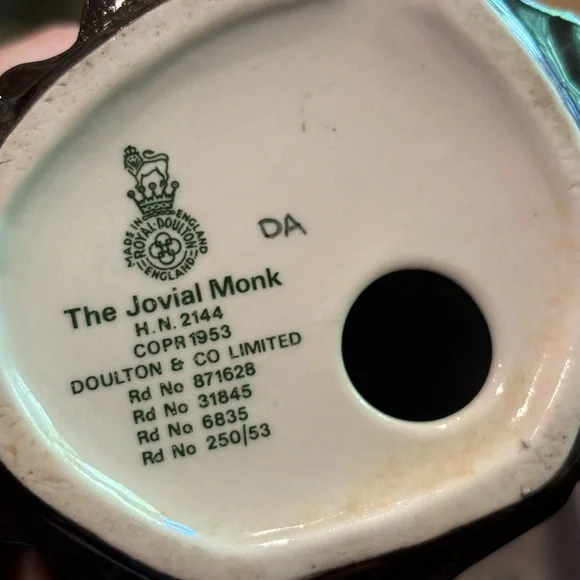 MADE IN ENGLAND
ROYAL·DOULTON
ENGLAND
DA
The Jovial Monk
H.N. 2144
COPR 1953
DOULTON & CO LIMITED
Rd No 871628
Rd No 31845
Rd No 6835
Rd No 250/53